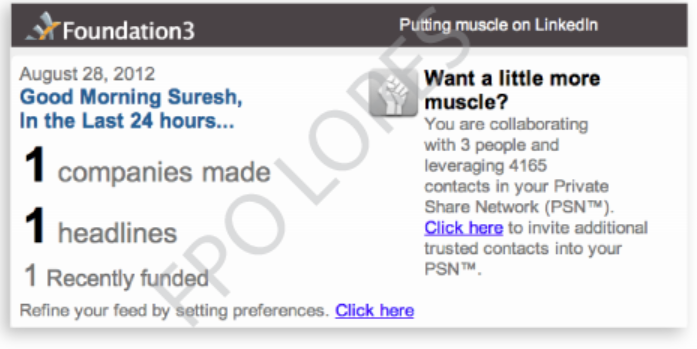 Foundation3
Putting muscle on LinkedIn
August 28, 2012
Good Morning Suresh,
In the Last 24 hours...
1 companies made
1 headlines
1 Recently funded
Refine your feed by setting preferences. Click here
Want a little more
muscle?
You are collaborating
with 3 people and
leveraging 4165
contacts in your Private
Share Network (PSN™).
Click here to invite additional
trusted contacts into your
PSN™.
FPO LORES